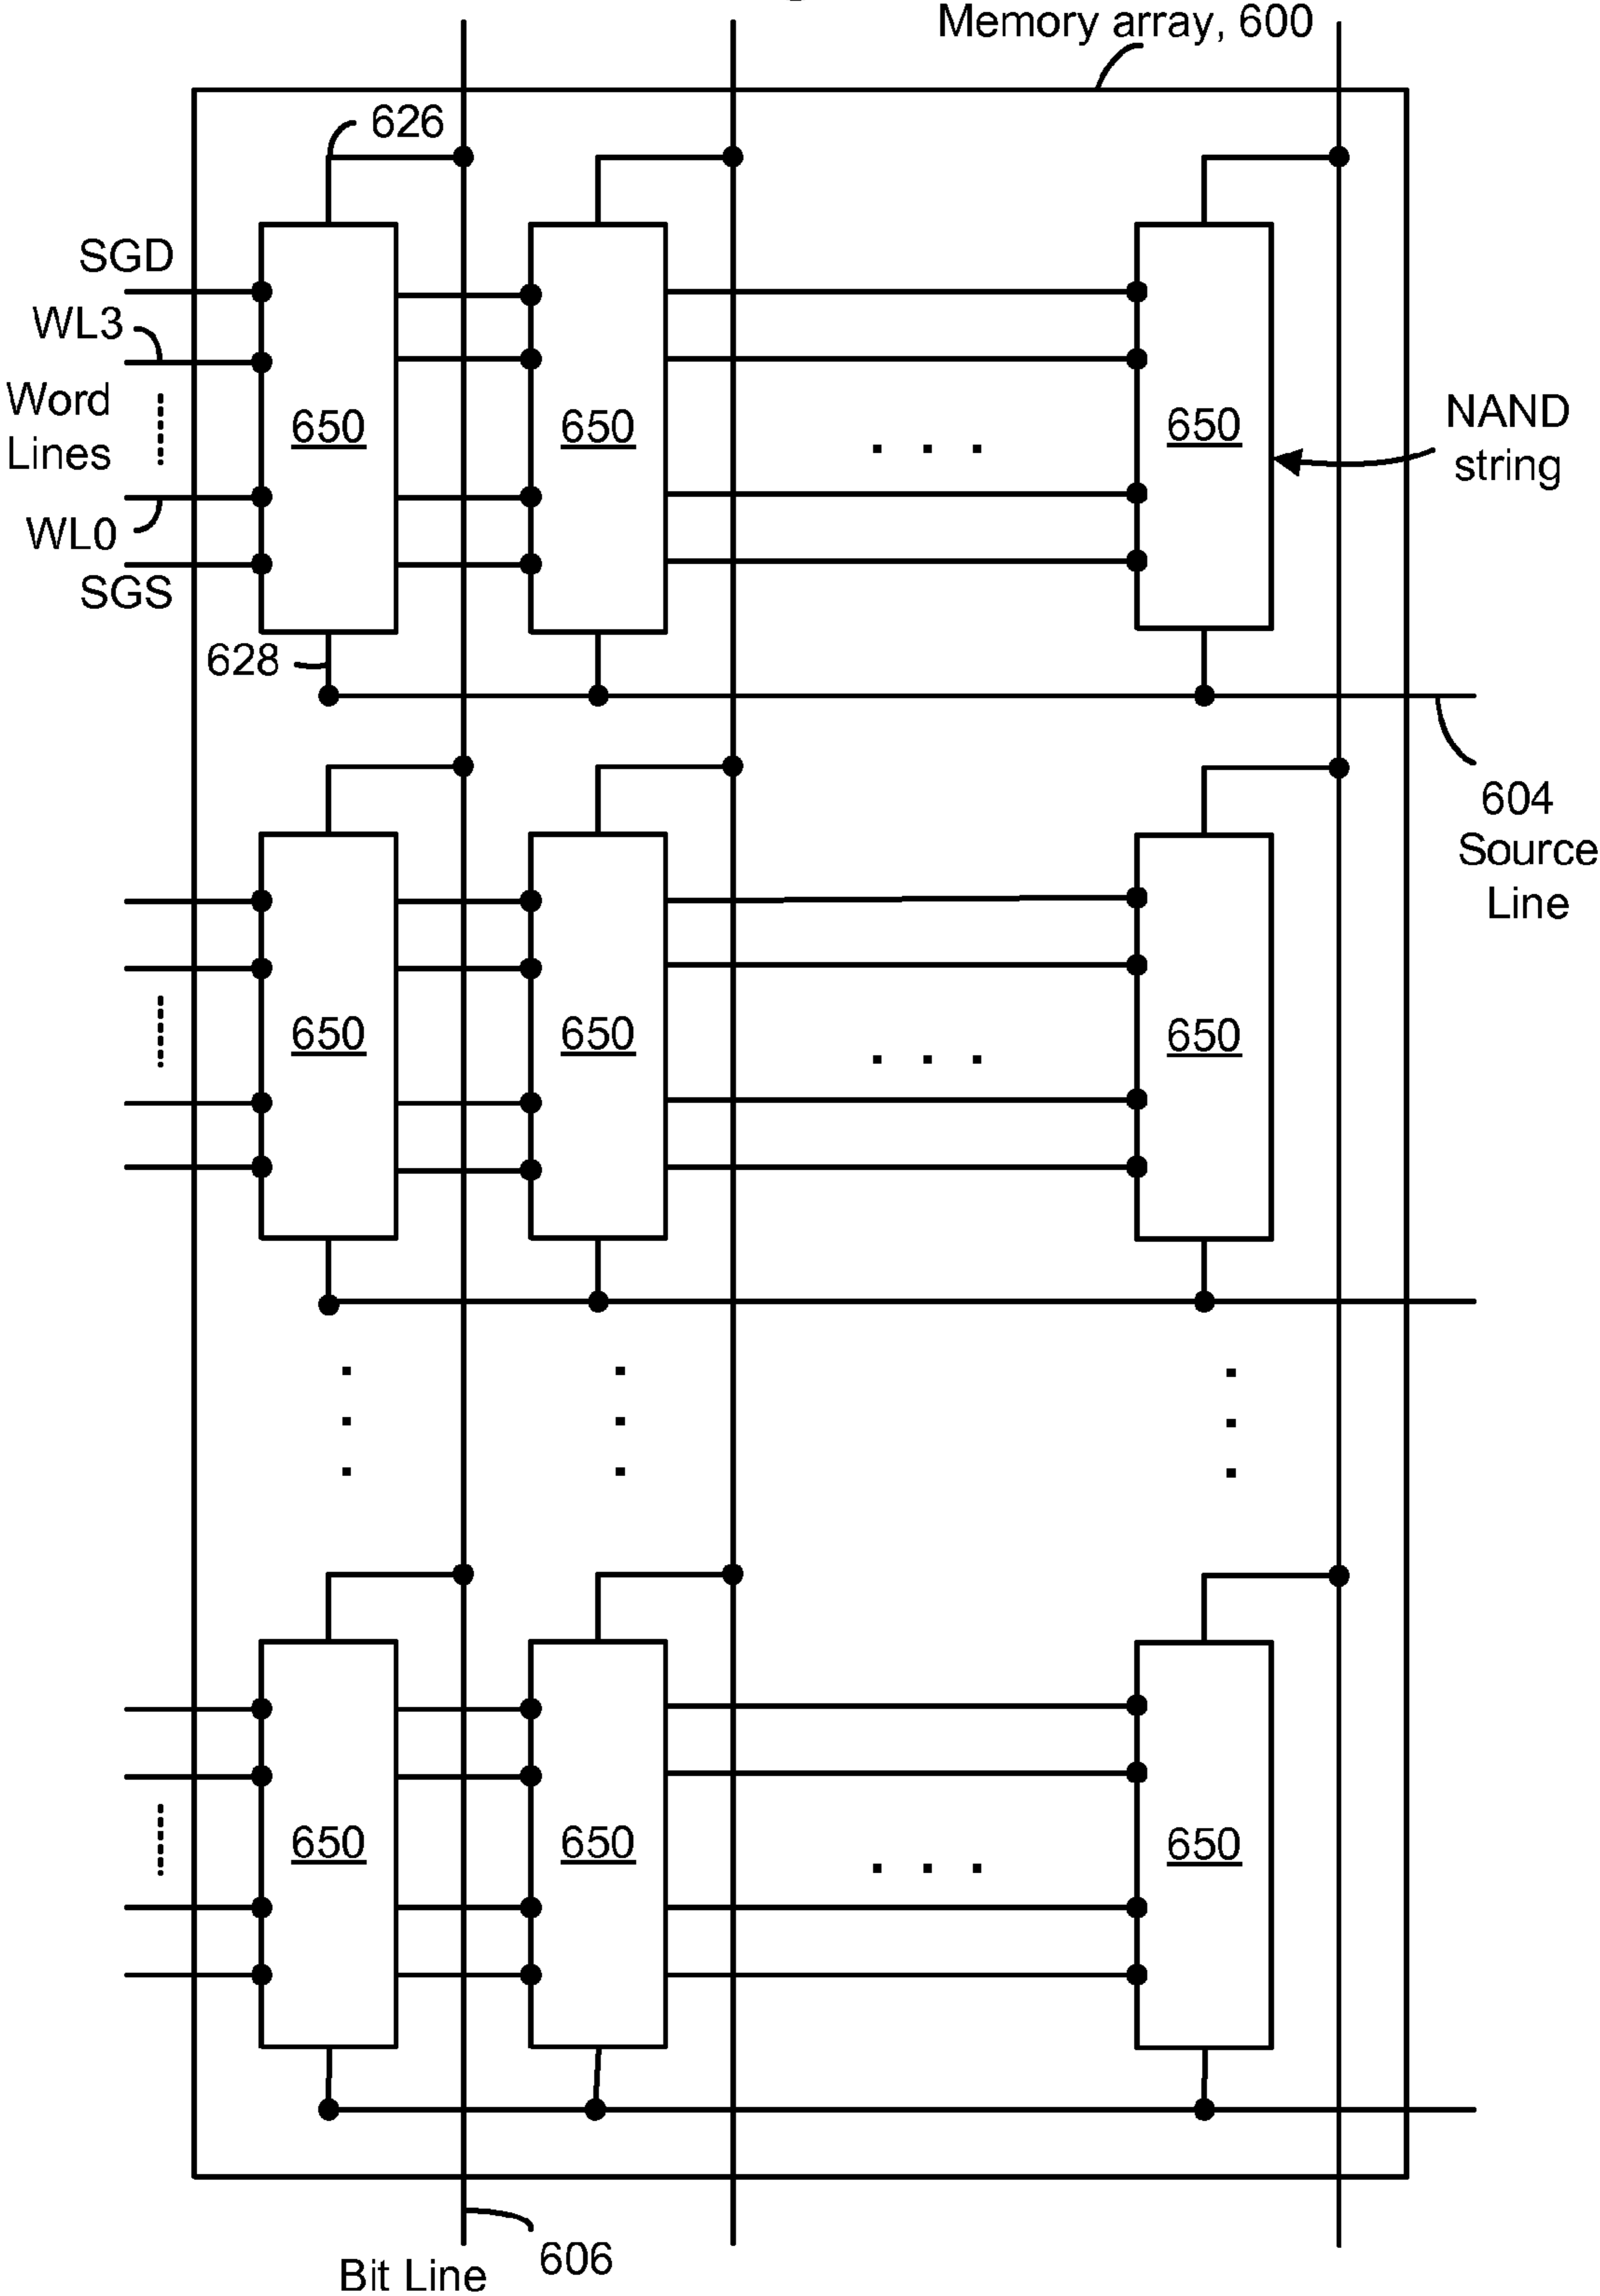 Memory array, 600
626
SGD
WL3
Word
Lines
WL0
SGS
650
650
650
NAND
string
628
604
Source
Line
650
650
650
650
650
650
606
Bit Line